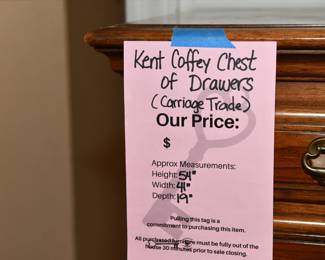 Kent Coffey Chest
of Drawers
(Carriage Trade)
Our Price:
$
Approx Measurements:
Height: 54"
Width: 41"
Depth: 19"
Pulling this tag is a
commitment to purchasing this item.
All purchased furniture must be fully out of the
house 30 minutes prior to sale closing.